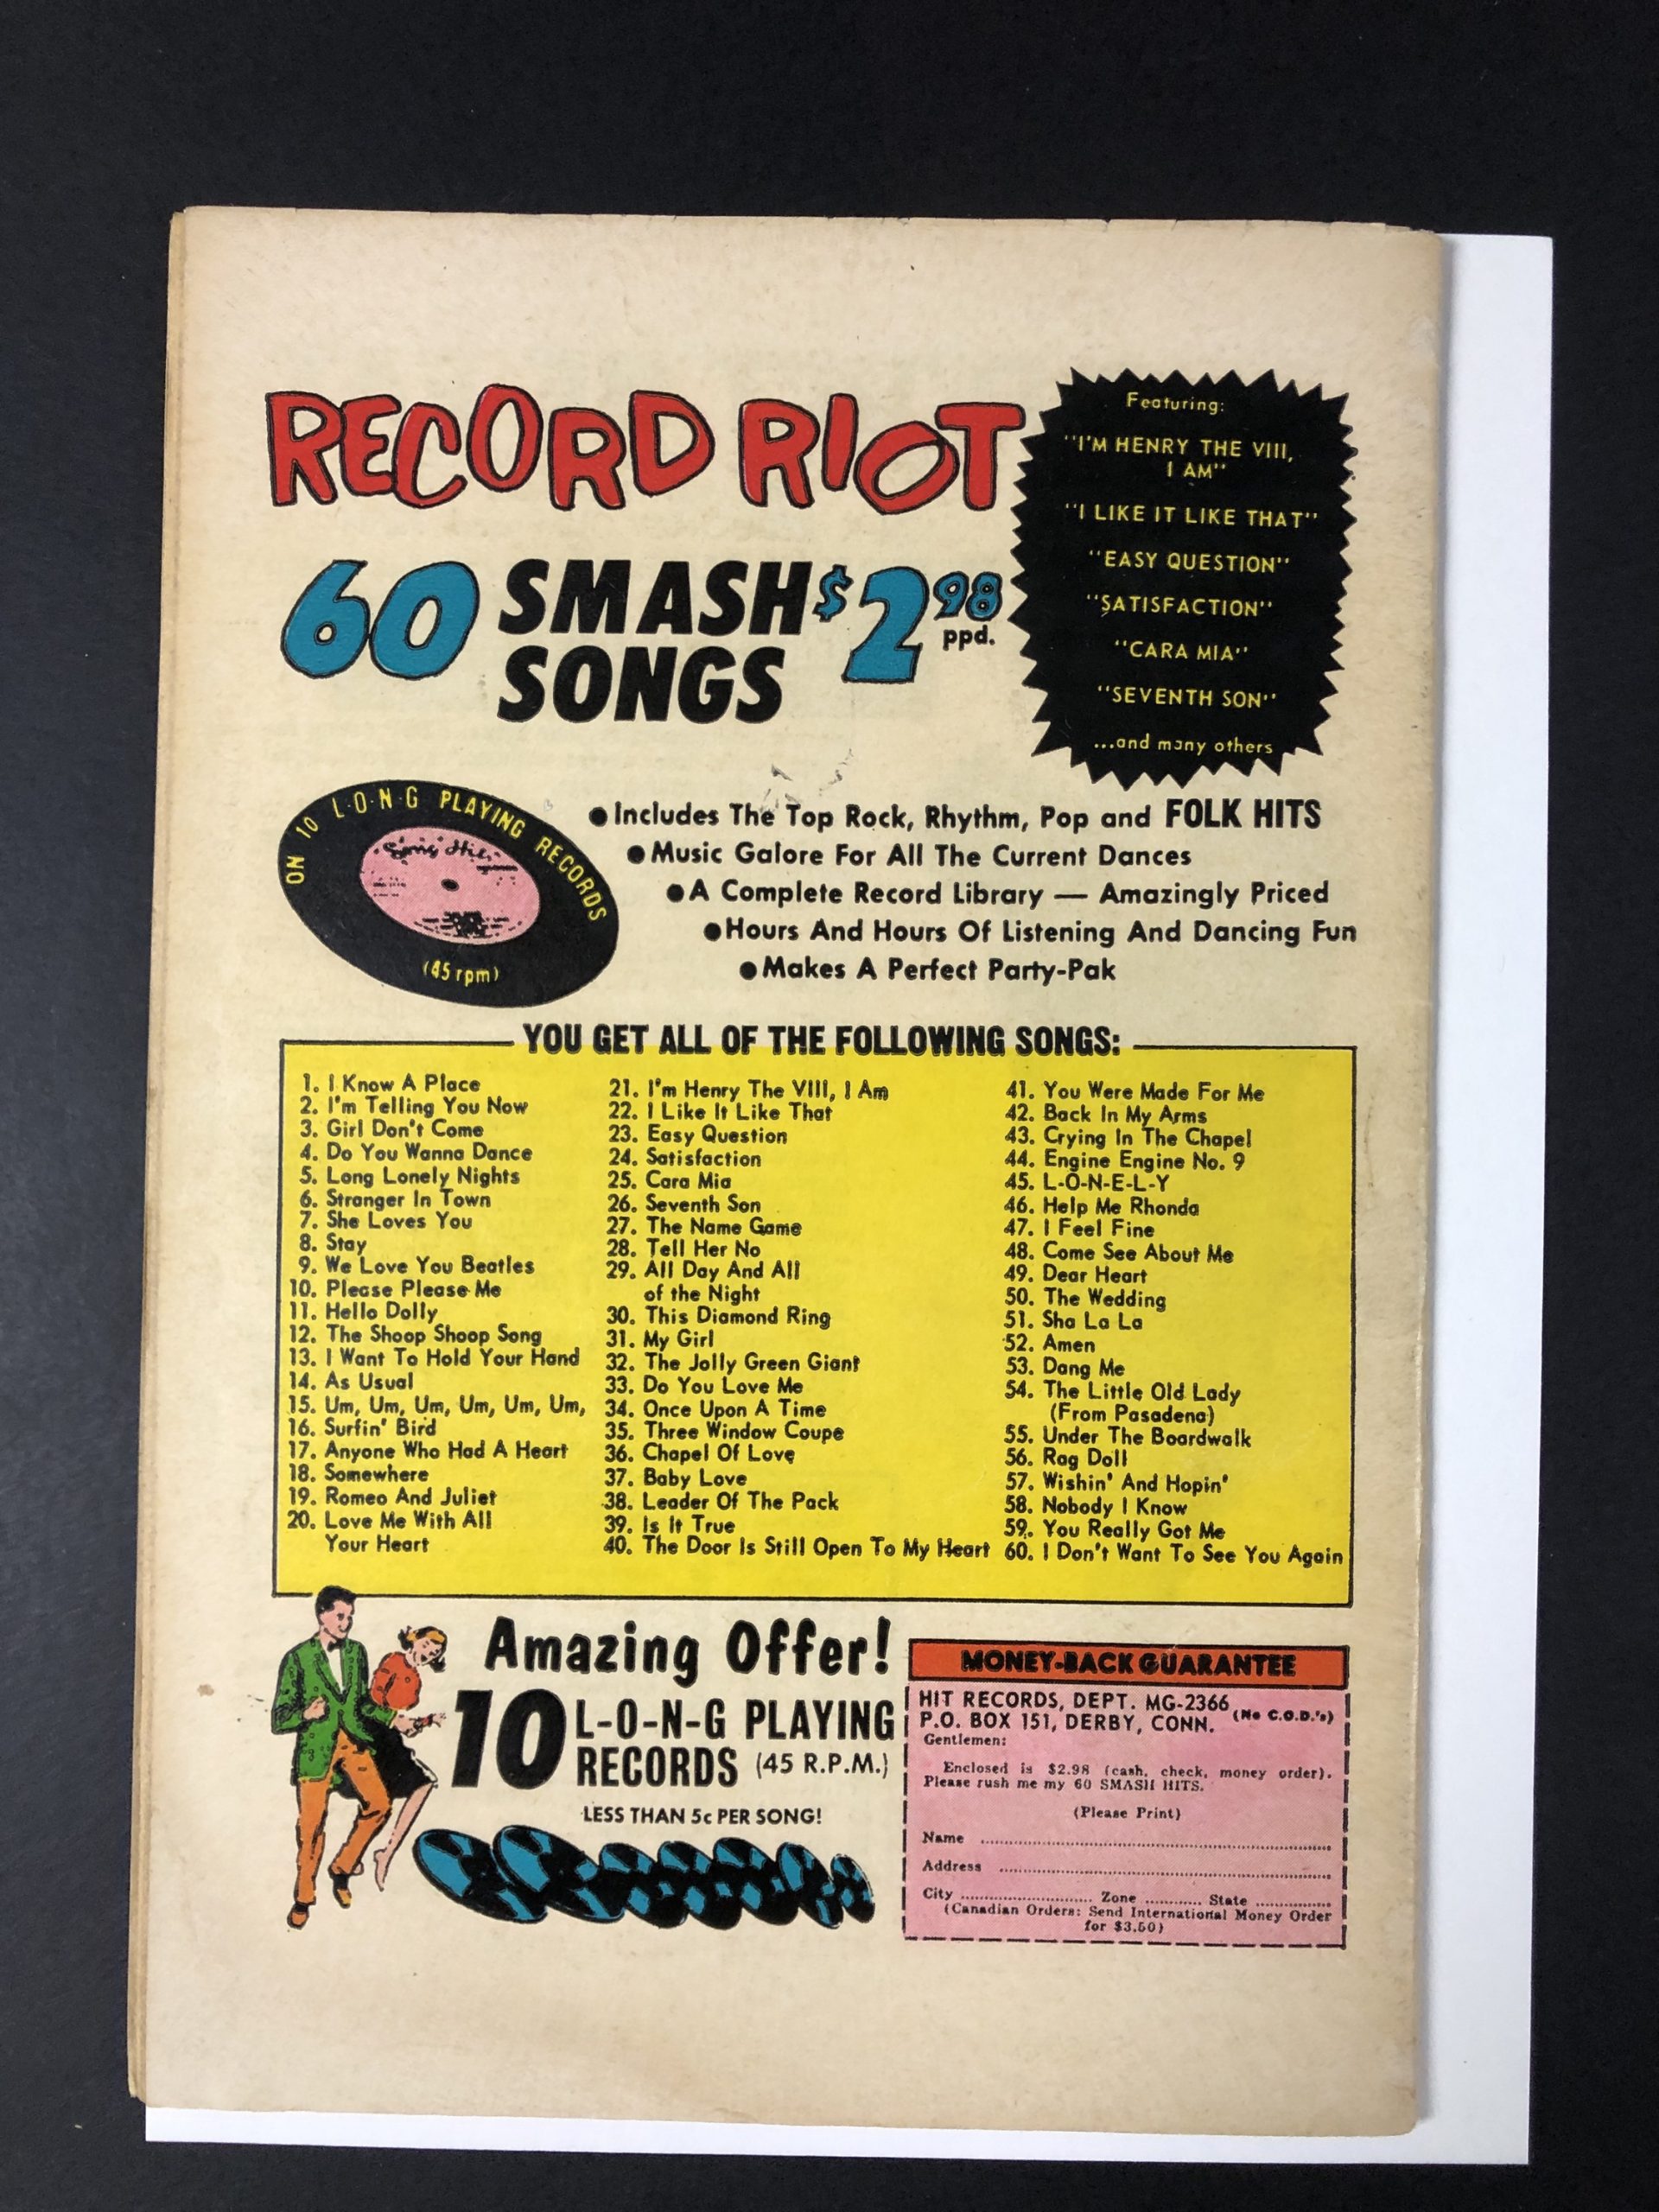 RECORD RIOT
60 SMASH SONGS $2.98 ppd.
Featuring:
"I'M HENRY THE VIII,
I AM"
"I LIKE IT LIKE THAT"
"EASY QUESTION"
"SATISFACTION"
"CARA MIA"
"SEVENTH SON"
...and many others
ON 10 L-O-N-G PLAYING RECORDS
(45 rpm)
● Includes The Top Rock, Rhythm, Pop and FOLK HITS
● Music Galore For All The Current Dances
● A Complete Record Library — Amazingly Priced
● Hours And Hours Of Listening And Dancing Fun
● Makes A Perfect Party-Pak
YOU GET ALL OF THE FOLLOWING SONGS:
1. I Know A Place
2. I'm Telling You Now
3. Girl Don't Come
4. Do You Wanna Dance
5. Long Lonely Nights
6. Stranger In Town
7. She Loves You
8. Stay
9. We Love You Beatles
10. Please Please Me
11. Hello Dolly
12. The Shoop Shoop Song
13. I Want To Hold Your Hand
14. As Usual
15. Um, Um, Um, Um, Um, Um,
16. Surfin' Bird
17. Anyone Who Had A Heart
18. Somewhere
19. Romeo And Juliet
20. Love Me With All
Your Heart
21. I'm Henry The VIII, I Am
22. I Like It Like That
23. Easy Question
24. Satisfaction
25. Cara Mia
26. Seventh Son
27. The Name Game
28. Tell Her No
29. All Day And All
of the Night
30. This Diamond Ring
31. My Girl
32. The Jolly Green Giant
33. Do You Love Me
34. Once Upon A Time
35. Three Window Coupe
36. Chapel Of Love
37. Baby Love
38. Leader Of The Pack
39. Is It True
40. The Door Is Still Open To My Heart
41. You Were Made For Me
42. Back In My Arms
43. Crying In The Chapel
44. Engine Engine No. 9
45. L-O-N-E-L-Y
46. Help Me Rhonda
47. I Feel Fine
48. Come See About Me
49. Dear Heart
50. The Wedding
51. Sha La La
52. Amen
53. Dang Me
54. The Little Old Lady
(From Pasadena)
55. Under The Boardwalk
56. Rag Doll
57. Wishin' And Hopin'
58. Nobody I Know
59. You Really Got Me
60. I Don't Want To See You Again
Amazing Offer!
10 L-O-N-G PLAYING
RECORDS (45 R.P.M.)
LESS THAN 5c PER SONG!
MONEY-BACK GUARANTEE
HIT RECORDS, DEPT. MG-2366
P.O. BOX 151, DERBY, CONN. (No C.O.D.'s)
Gentlemen:
Enclosed is $2.98 (cash, check, money order).
Please rush me my 60 SMASH HITS.
(Please Print)
Name
Address
City Zone State
(Canadian Orders: Send International Money Order
for $3.50)